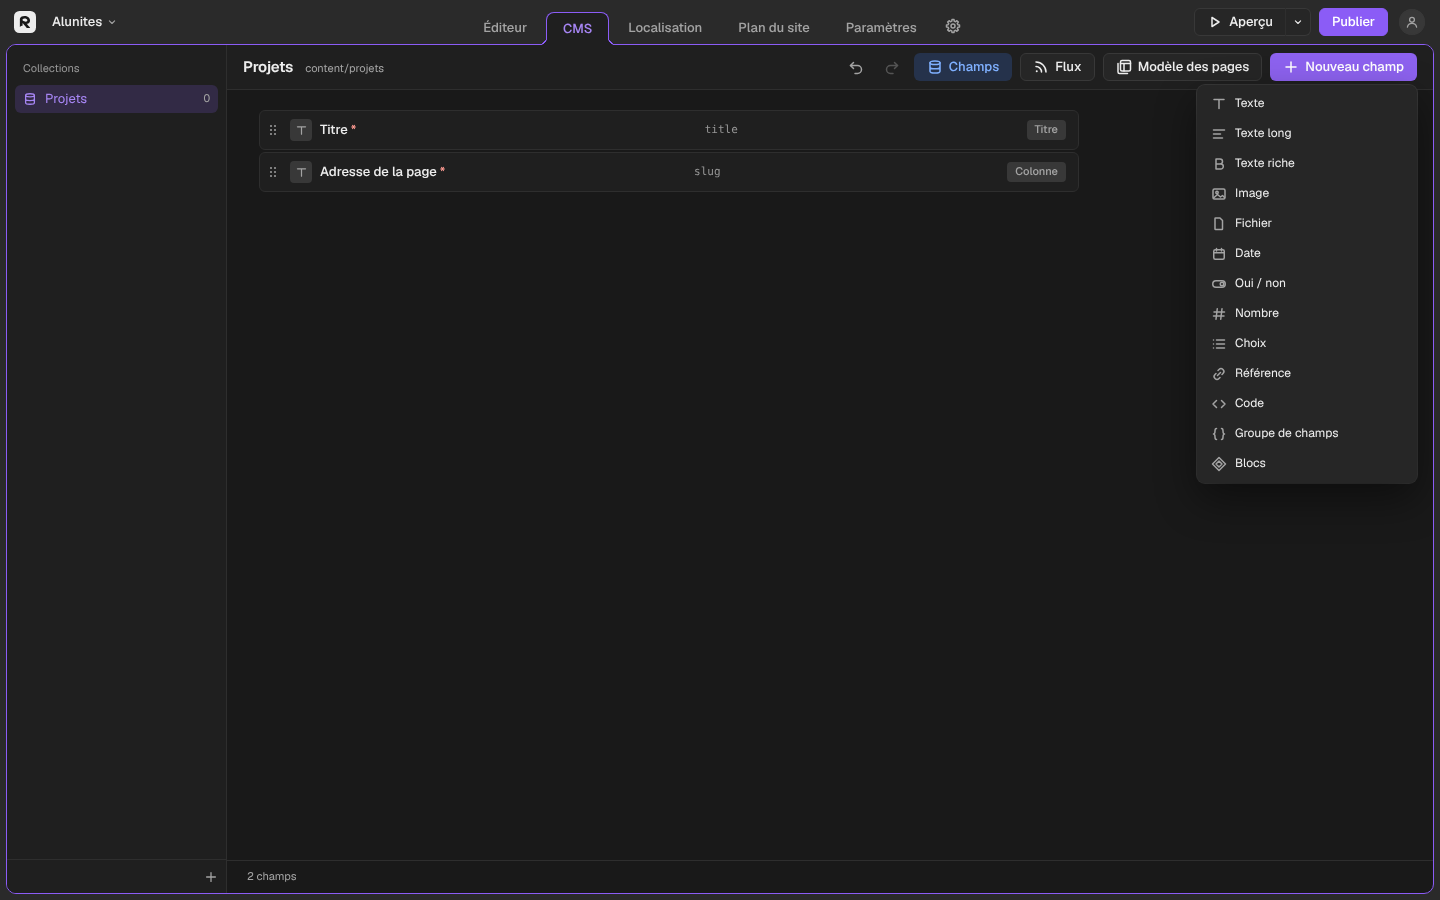 Alunites
Éditeur
CMS
Localisation
Plan du site
Paramètres
Aperçu
Publier
Collections
Projets
0
Projets
content/projets
Champs
Flux
Modèle des pages
Nouveau champ
Titre *
title
Titre
Adresse de la page *
slug
Colonne
Texte
Texte long
Texte riche
Image
Fichier
Date
Oui / non
Nombre
Choix
Référence
Code
Groupe de champs
Blocs
2 champs